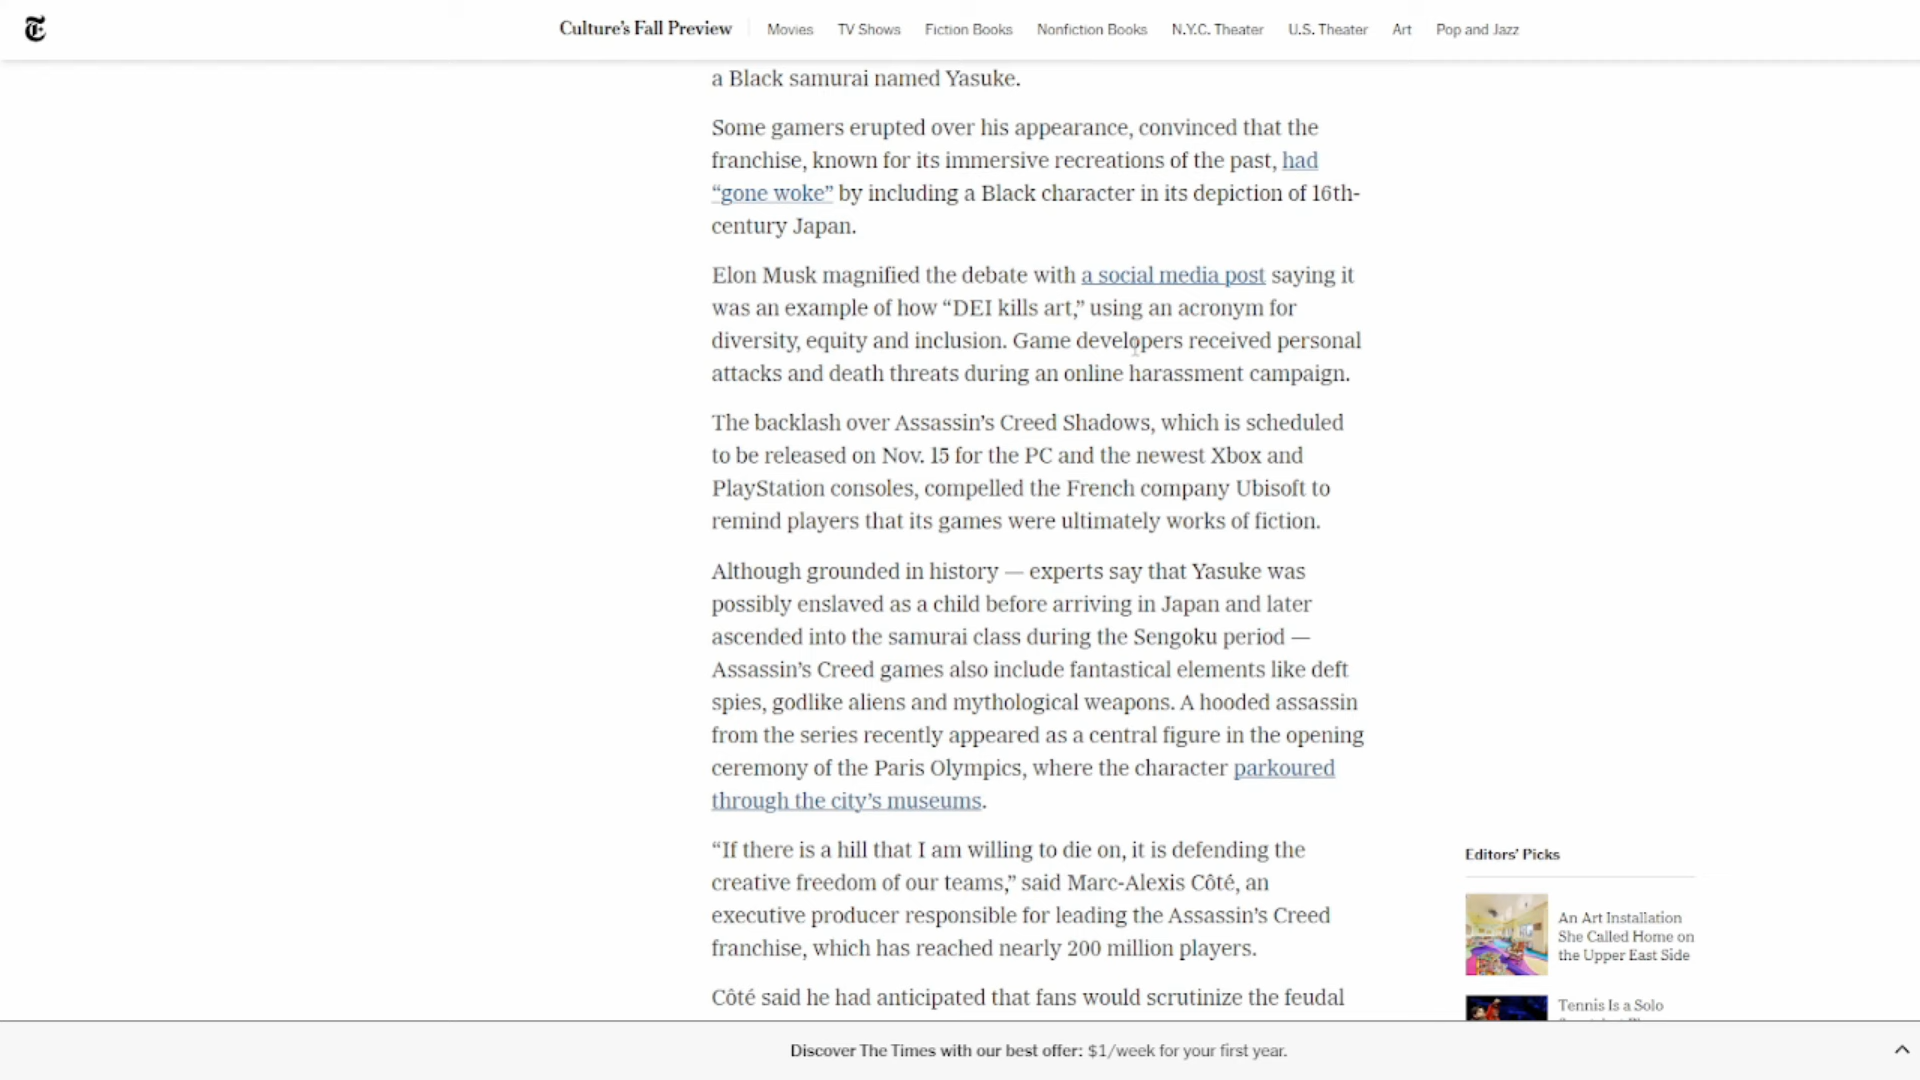 Culture's Fall Preview Movies TV Shows Fiction Books Nonfiction Books N.Y.C. Theater U.S. Theater Art Pop and Jazz
a Black samurai named Yasuke.
Some gamers erupted over his appearance, convinced that the
franchise, known for its immersive recreations of the past, had
“gone woke” by including a Black character in its depiction of 16th-
century Japan.
Elon Musk magnified the debate with a social media post saying it
was an example of how “DEI kills art,” using an acronym for
diversity, equity and inclusion. Game developers received personal
attacks and death threats during an online harassment campaign.
The backlash over Assassin’s Creed Shadows, which is scheduled
to be released on Nov. 15 for the PC and the newest Xbox and
PlayStation consoles, compelled the French company Ubisoft to
remind players that its games were ultimately works of fiction.
Although grounded in history — experts say that Yasuke was
possibly enslaved as a child before arriving in Japan and later
ascended into the samurai class during the Sengoku period —
Assassin’s Creed games also include fantastical elements like deft
spies, godlike aliens and mythological weapons. A hooded assassin
from the series recently appeared as a central figure in the opening
ceremony of the Paris Olympics, where the character parkoured
through the city’s museums.
“If there is a hill that I am willing to die on, it is defending the
creative freedom of our teams,” said Marc-Alexis Côté, an
executive producer responsible for leading the Assassin’s Creed
franchise, which has reached nearly 200 million players.
Côté said he had anticipated that fans would scrutinize the feudal
Editors’ Picks
An Art Installation
She Called Home on
the Upper East Side
Tennis Is a Solo
Discover The Times with our best offer: $1/week for your first year.